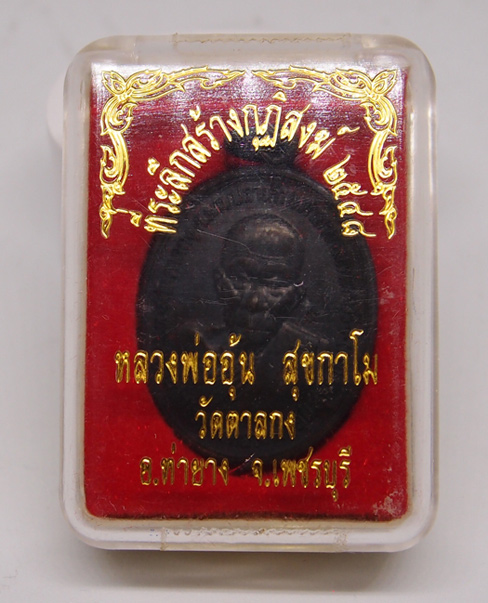 ที่ระลึกสร้างกุฏิสงฆ์ ๒๕๔๘
หลวงพ่ออุ้น สุขกาโม
วัดตาลกง
อ.ท่ายาง จ.เพชรบุรี